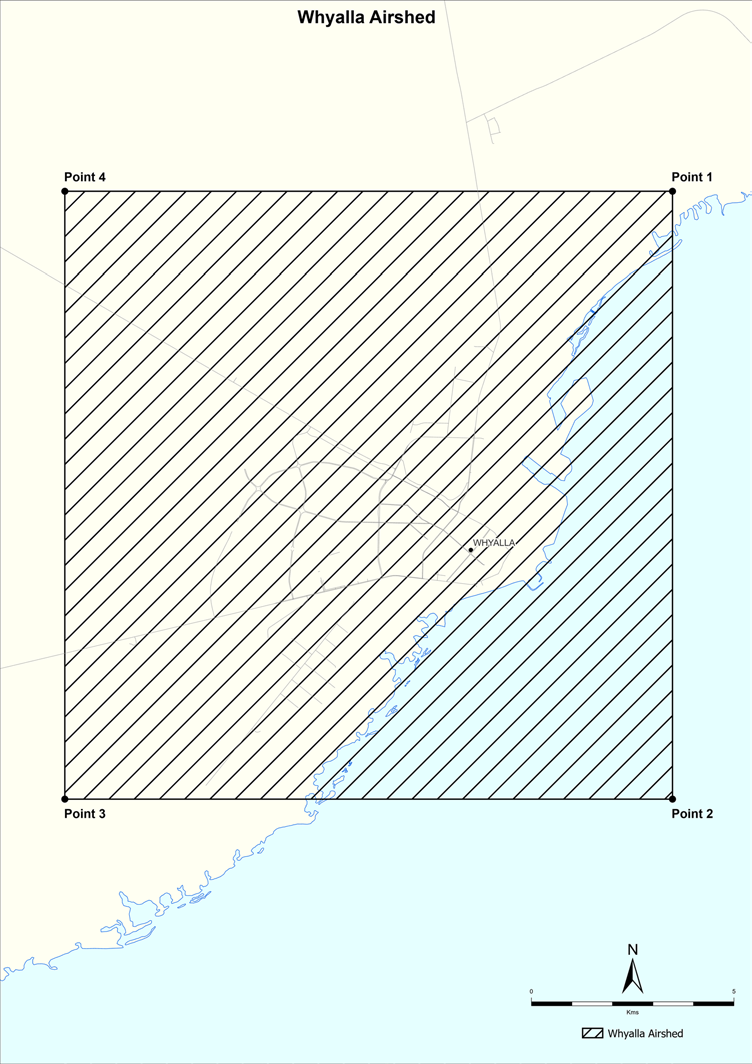 Whyalla Airshed
Point 4
Point 1
WHYALLA
Point 3
Point 2
N
0
5
Kms
Whyalla Airshed